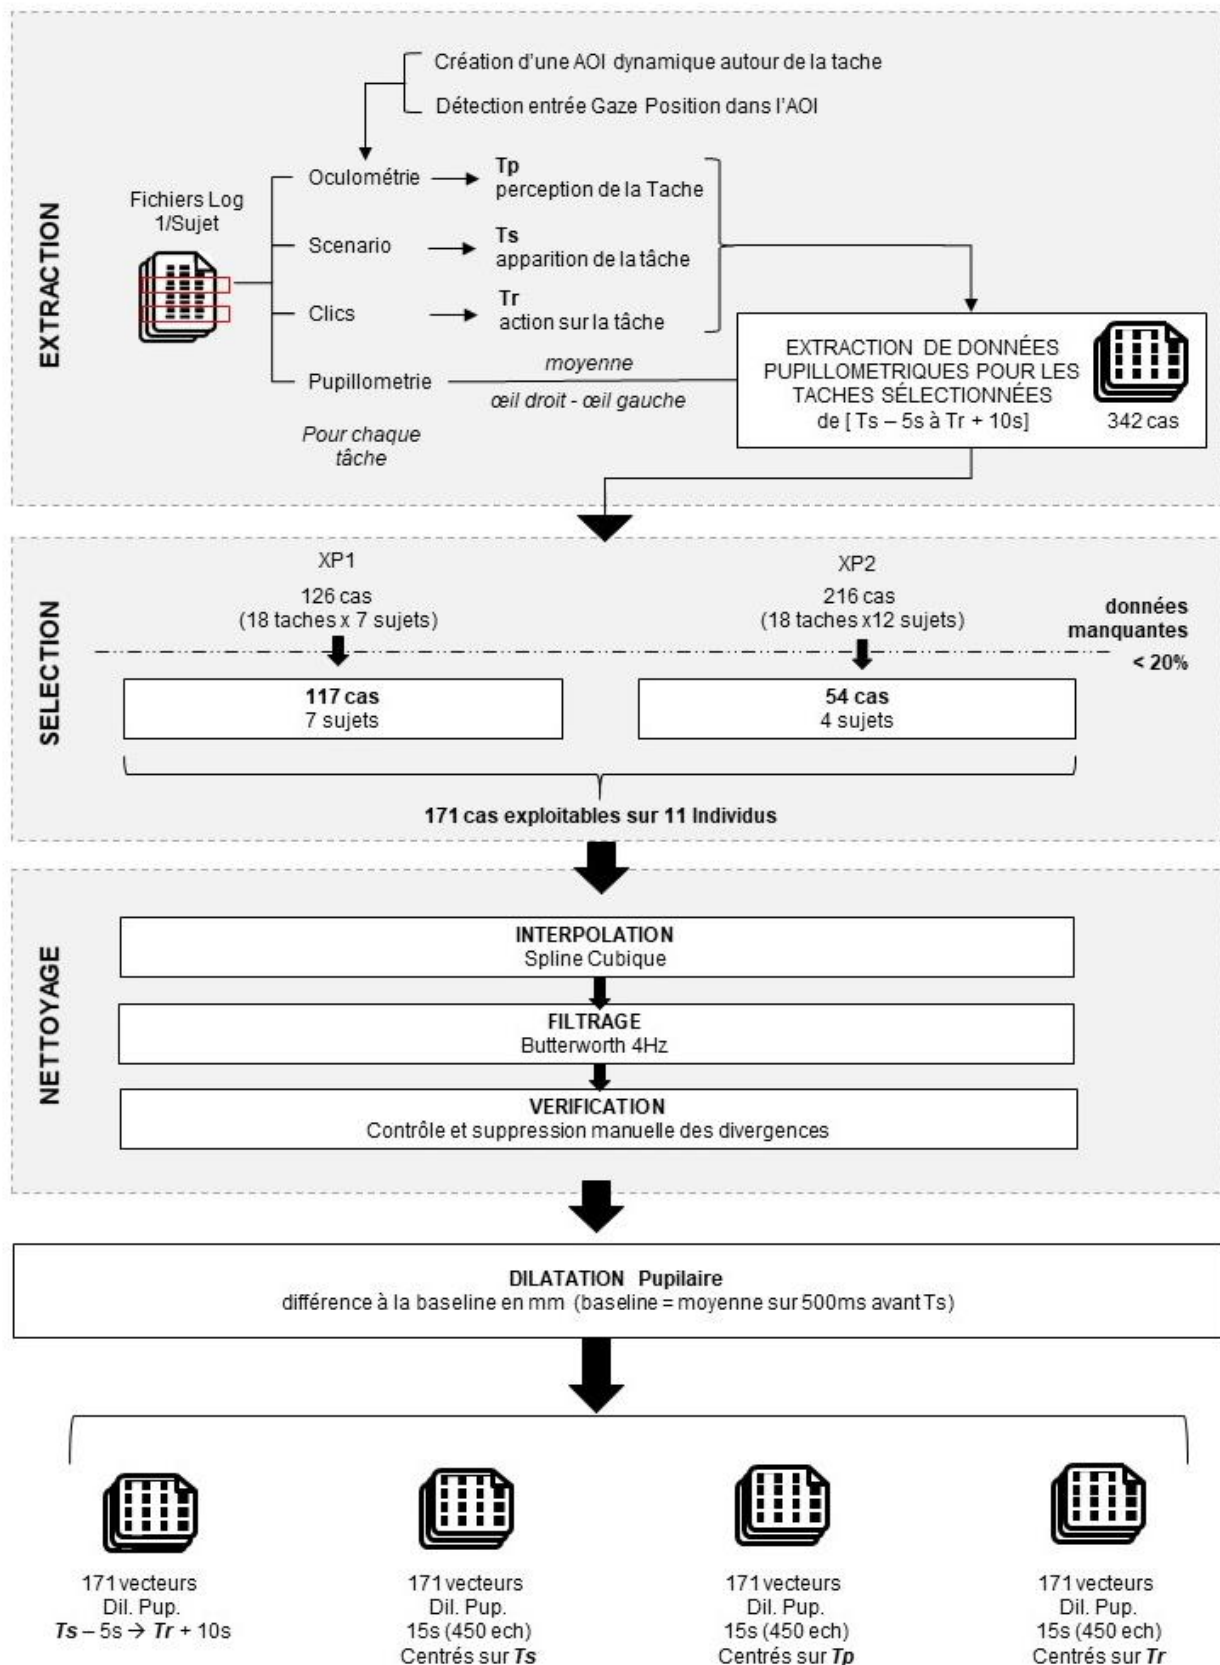 EXTRACTION
Création d'une AOI dynamique autour de la tache
Détection entrée Gaze Position dans l'AOI
Fichiers Log
1/Sujet
Oculométrie
Tp
perception de la Tache
Scenario
Ts
apparition de la tâche
Clics
Tr
action sur la tâche
Pupillometrie
moyenne
œil droit - œil gauche
Pour chaque
tâche
EXTRACTION DE DONNÉES
PUPILLOMETRIQUES POUR LES
TACHES SÉLECTIONNÉES
de [ Ts – 5s à Tr + 10s]
342 cas
SELECTION
XP1
126 cas
(18 taches x 7 sujets)
XP2
216 cas
(18 taches x12 sujets)
données
manquantes
< 20%
117 cas
7 sujets
54 cas
4 sujets
171 cas exploitables sur 11 Individus
NETTOYAGE
INTERPOLATION
Spline Cubique
FILTRAGE
Butterworth 4Hz
VERIFICATION
Contrôle et suppression manuelle des divergences
DILATATION Pupilaire
différence à la baseline en mm (baseline = moyenne sur 500ms avant Ts)
171 vecteurs
Dil. Pup.
Ts – 5s → Tr + 10s
171 vecteurs
Dil. Pup.
15s (450 ech)
Centrés sur Ts
171 vecteurs
Dil. Pup.
15s (450 ech)
Centrés sur Tp
171 vecteurs
Dil. Pup.
15s (450 ech)
Centrés sur Tr